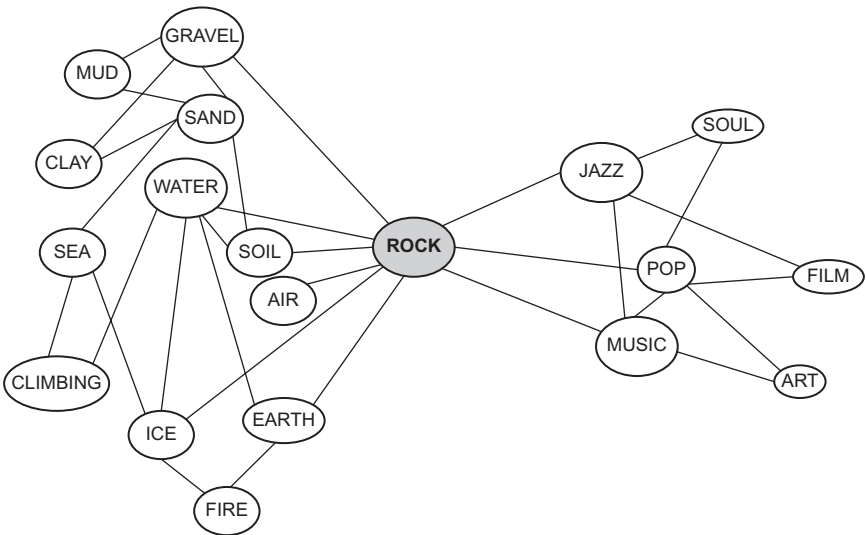 GRAVEL
MUD
SAND
SOUL
CLAY
JAZZ
WATER
ROCK
SEA
SOIL
POP
FILM
AIR
MUSIC
CLIMBING
ART
EARTH
ICE
FIRE